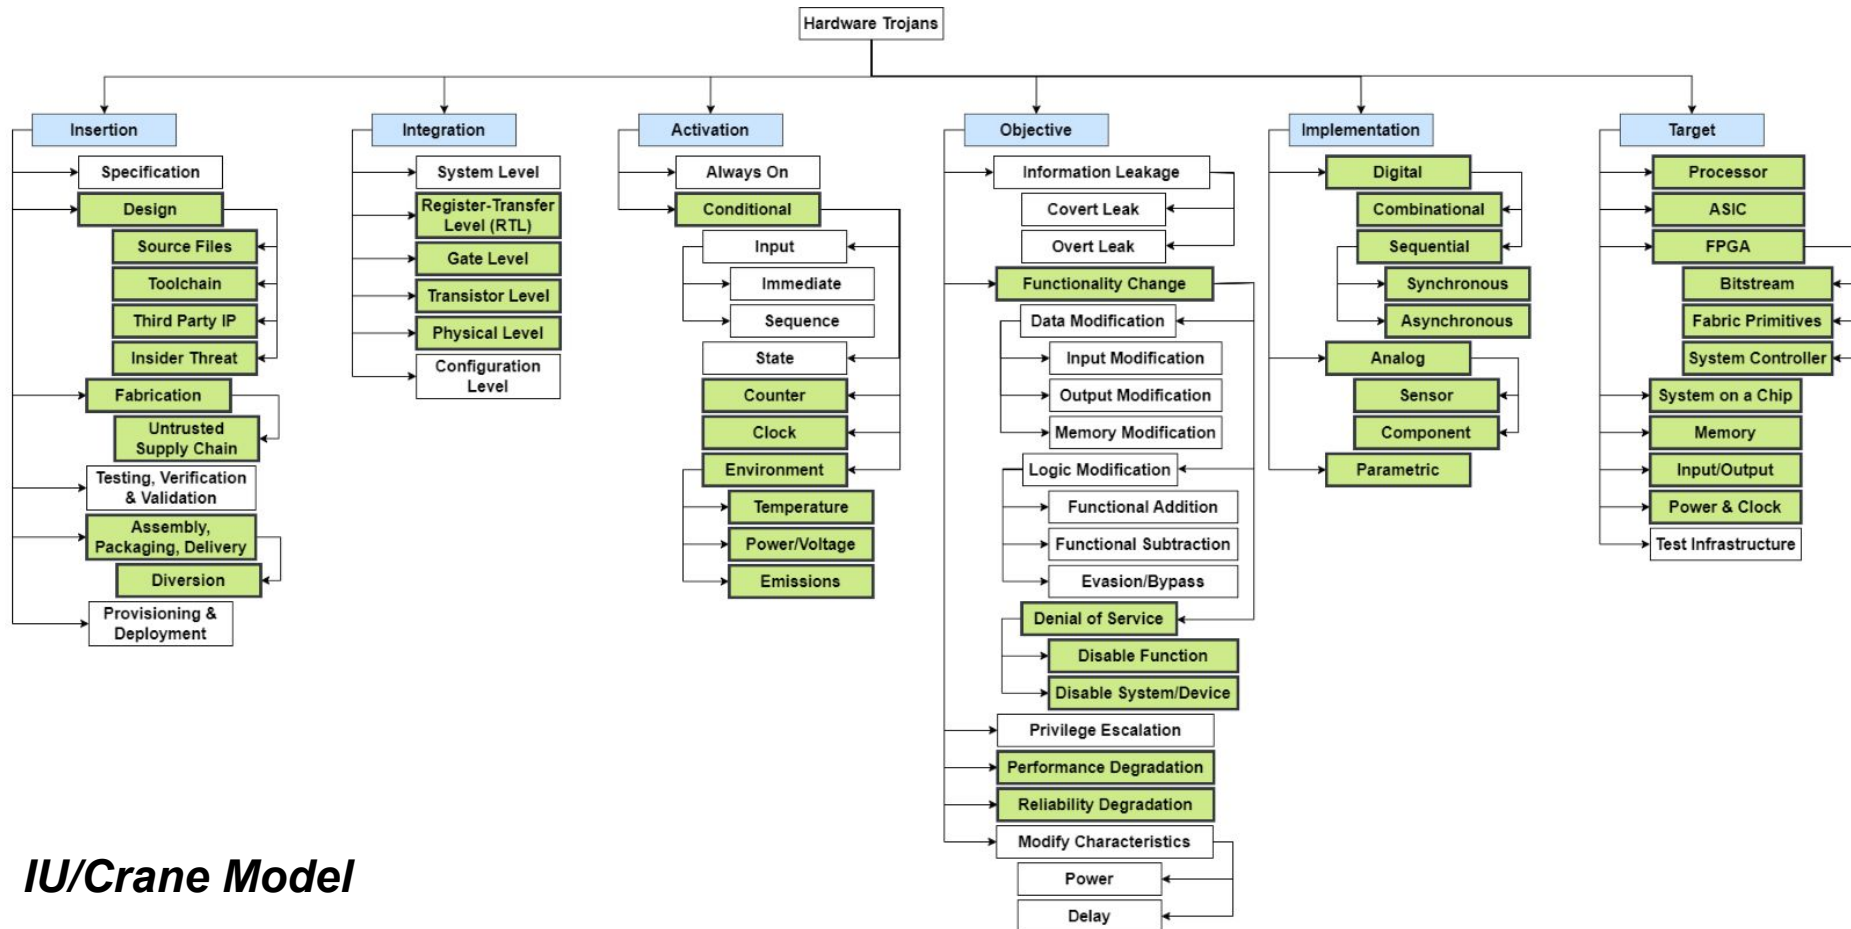 Hardware Trojans
Insertion
Specification
Design
Source Files
Toolchain
Third Party IP
Insider Threat
Fabrication
Untrusted
Supply Chain
Testing, Verification
& Validation
Assembly,
Packaging, Delivery
Diversion
Provisioning &
Deployment
Integration
System Level
Register-Transfer
Level (RTL)
Gate Level
Transistor Level
Physical Level
Configuration
Level
Activation
Always On
Conditional
Input
Immediate
Sequence
State
Counter
Clock
Environment
Temperature
Power/Voltage
Emissions
Objective
Information Leakage
Covert Leak
Overt Leak
Functionality Change
Data Modification
Input Modification
Output Modification
Memory Modification
Logic Modification
Functional Addition
Functional Subtraction
Evasion/Bypass
Denial of Service
Disable Function
Disable System/Device
Privilege Escalation
Performance Degradation
Reliability Degradation
Modify Characteristics
Power
Delay
Implementation
Digital
Combinational
Sequential
Synchronous
Asynchronous
Analog
Sensor
Component
Parametric
Target
Processor
ASIC
FPGA
Bitstream
Fabric Primitives
System Controller
System on a Chip
Memory
Input/Output
Power & Clock
Test Infrastructure
IU/Crane Model